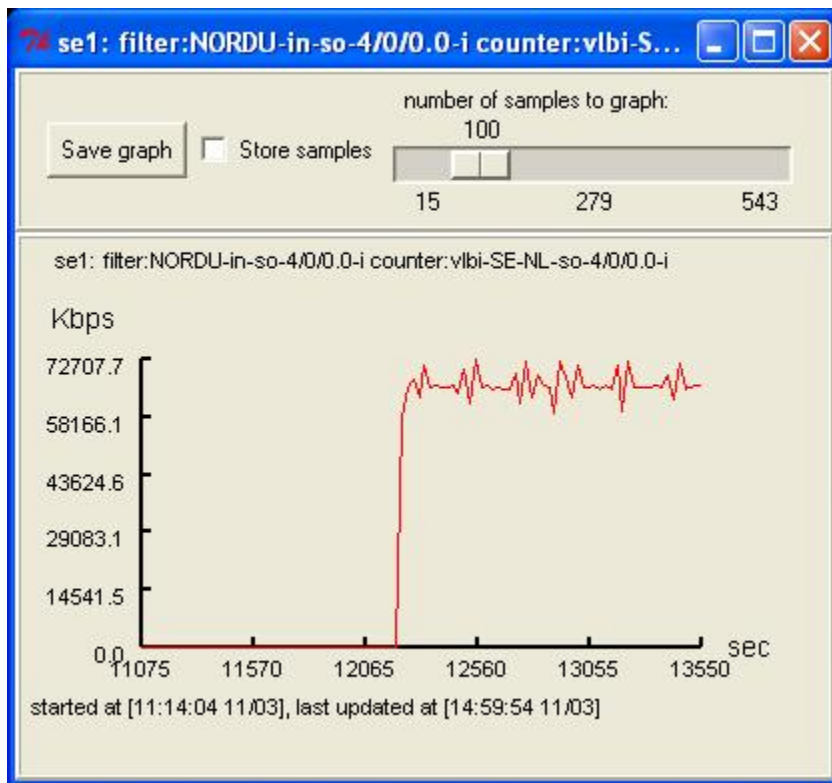 se1: filter:NORDU-in-so-4/0/0.0-i counter:vlbi-S...
number of samples to graph:
Save graph
Store samples
100
15 279 543
se1: filter:NORDU-in-so-4/0/0.0-i counter:vlbi-SE-NL-so-4/0/0.0-i
Kbps
72707.7
58166.1
43624.6
29083.1
14541.5
0.0
11075 11570 12065 12560 13055 13550
sec
started at [11:14:04 11/03], last updated at [14:59:54 11/03]